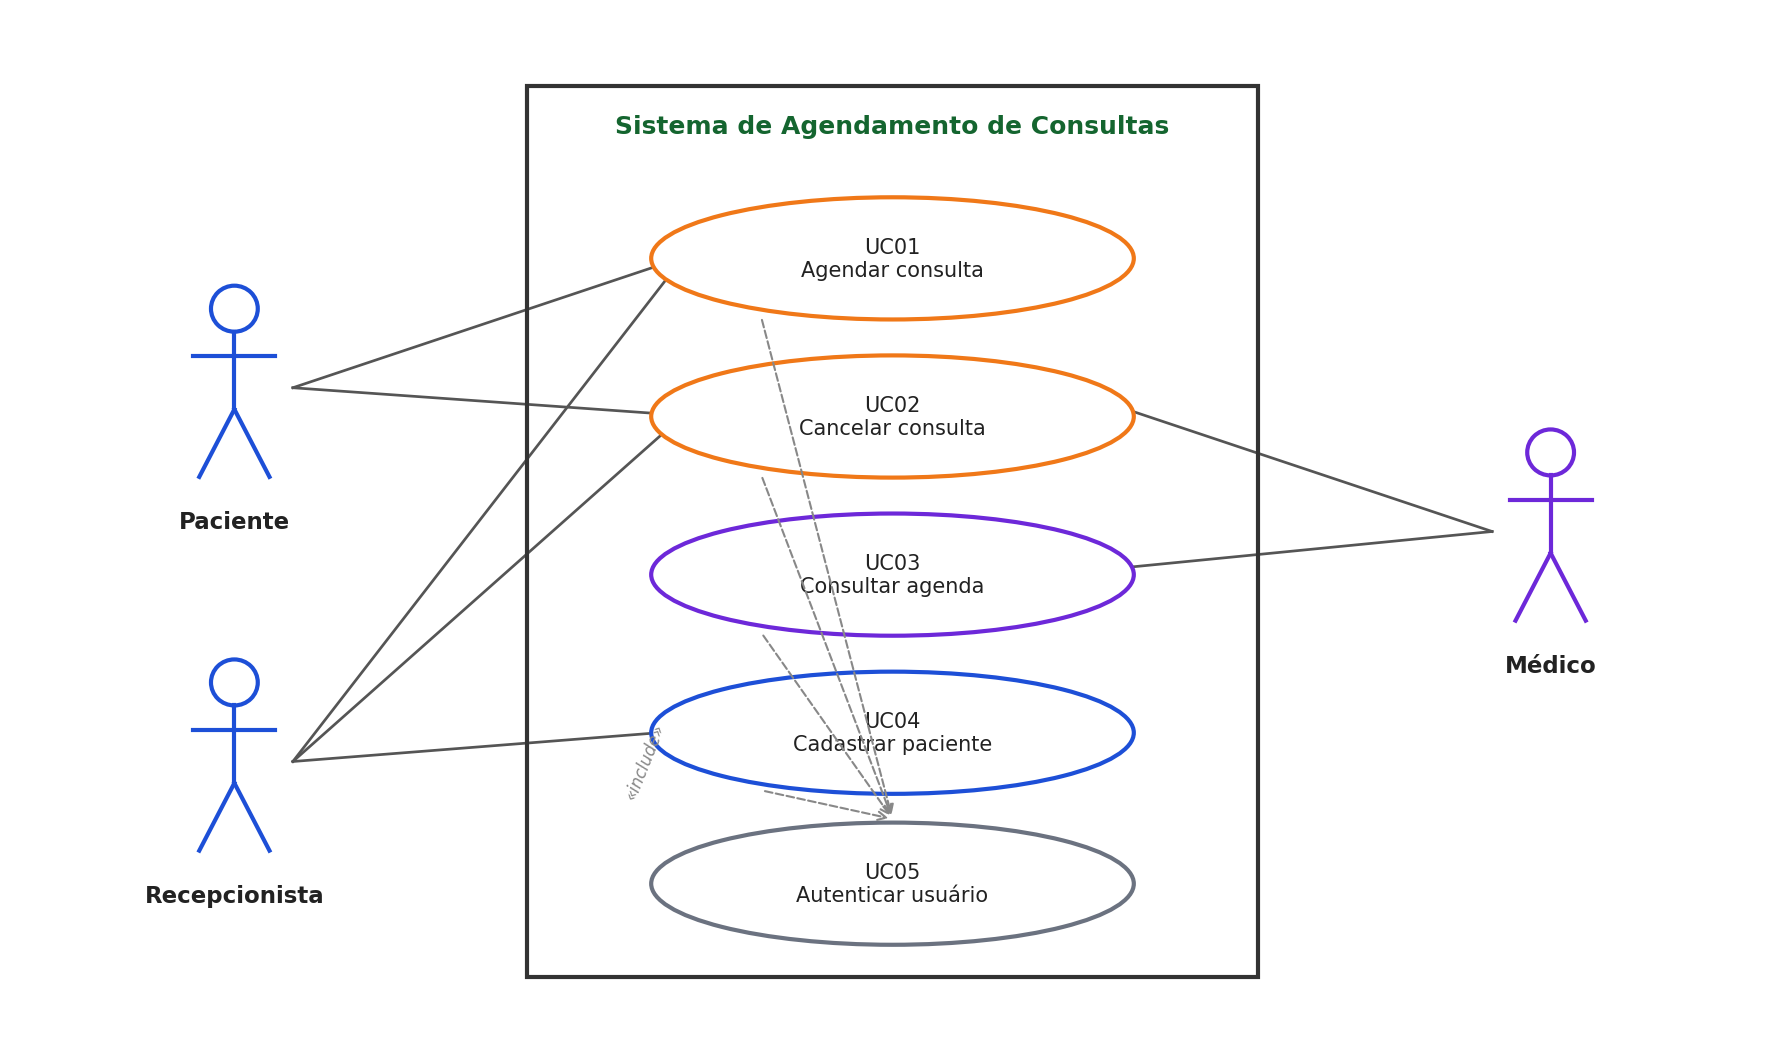 Sistema de Agendamento de Consultas
UC01
Agendar consulta
UC02
Cancelar consulta
UC03
Consultar agenda
UC04
Cadastrar paciente
«include»
UC05
Autenticar usuário
Paciente
Recepcionista
Médico